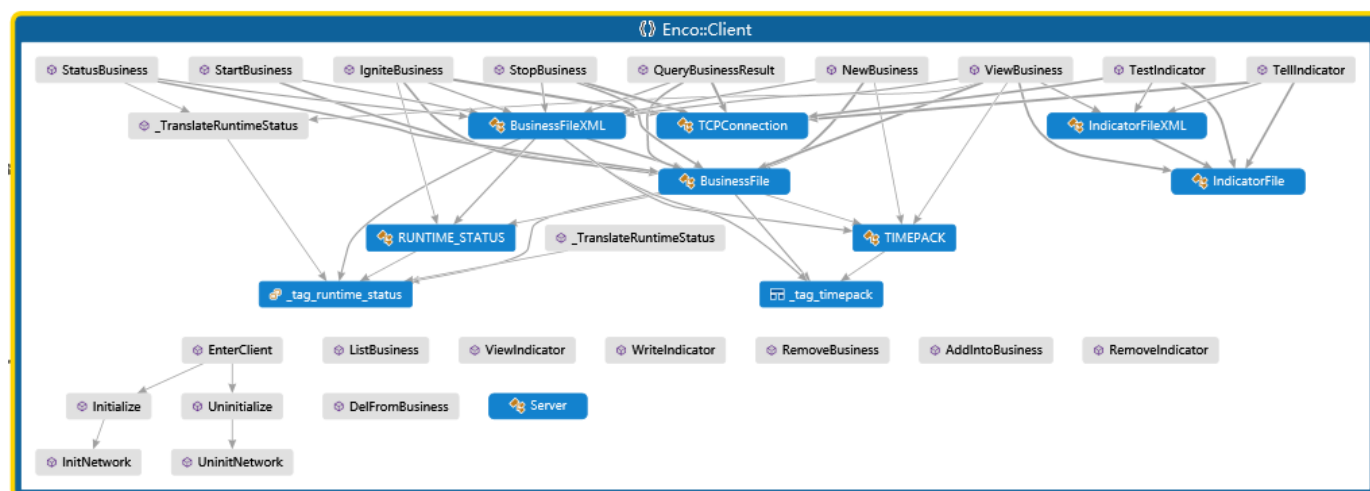 Enco::Client
StatusBusiness StartBusiness IgniteBusiness StopBusiness QueryBusinessResult NewBusiness ViewBusiness TestIndicator TellIndicator
_TranslateRuntimeStatus BusinessFileXML TCPConnection IndicatorFileXML
BusinessFile IndicatorFile
RUNTIME_STATUS _TranslateRuntimeStatus TIMEPACK
_tag_runtime_status _tag_timepack
EnterClient ListBusiness ViewIndicator WriteIndicator RemoveBusiness AddIntoBusiness RemoveIndicator
Initialize Uninitialize DelFromBusiness Server
InitNetwork UninitNetwork